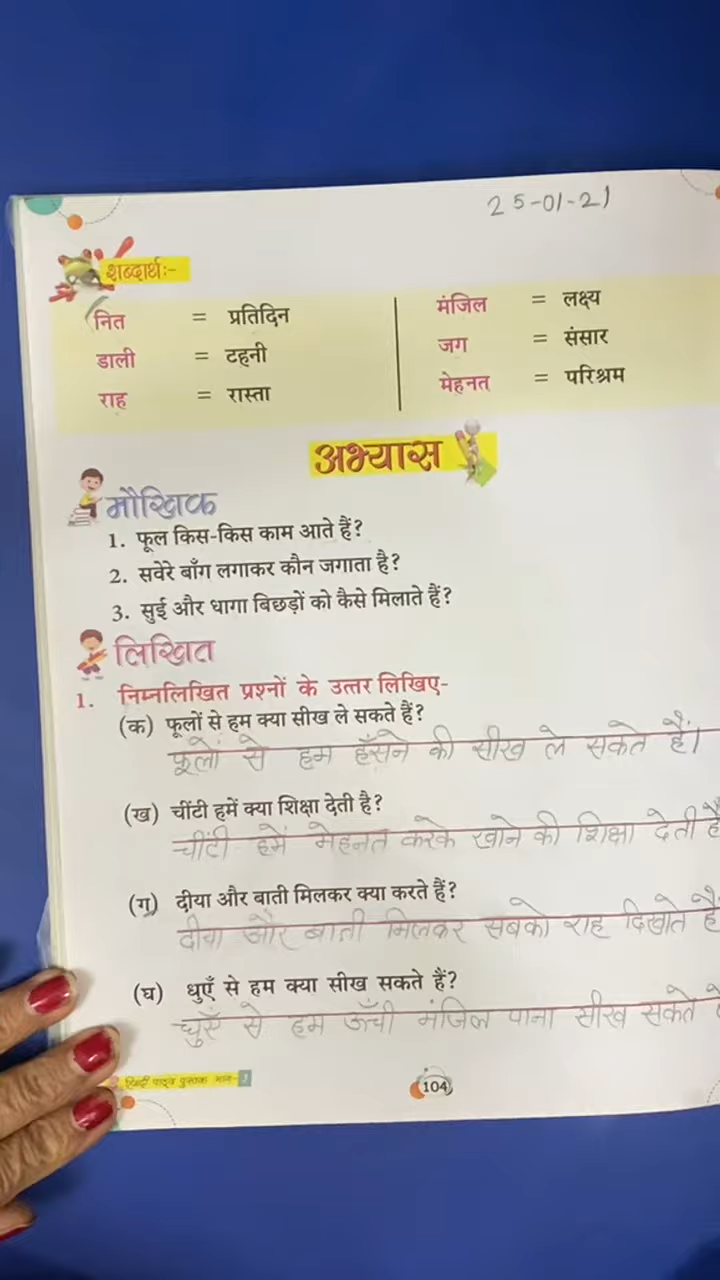 25-01-21
शब्दार्थः-
नित = प्रतिदिन
डाली = टहनी
राह = रास्ता
मंजिल = लक्ष्य
जग = संसार
मेहनत = परिश्रम
अभ्यास
मौखिक
1. फूल किस-किस काम आते हैं?
2. सवेरे बाँग लगाकर कौन जगाता है?
3. सुई और धागा बिछड़ों को कैसे मिलाते हैं?
लिखित
1. निम्नलिखित प्रश्नों के उत्तर लिखिए-
(क) फूलों से हम क्या सीख ले सकते हैं?
फूलों से हम हँसने की सीख ले सकते हैं।
(ख) चींटी हमें क्या शिक्षा देती है?
चींटी हमें मेहनत करके खाने की शिक्षा देती है
(ग) दीया और बाती मिलकर क्या करते हैं?
दीया और बाती मिलकर सबको राह दिखाते है
(घ) धुएँ से हम क्या सीख सकते हैं?
धुएँ से हम ऊँची मंजिल पाना सीख सकते
हिन्दी पाठ्य पुस्तक भाग-3
104